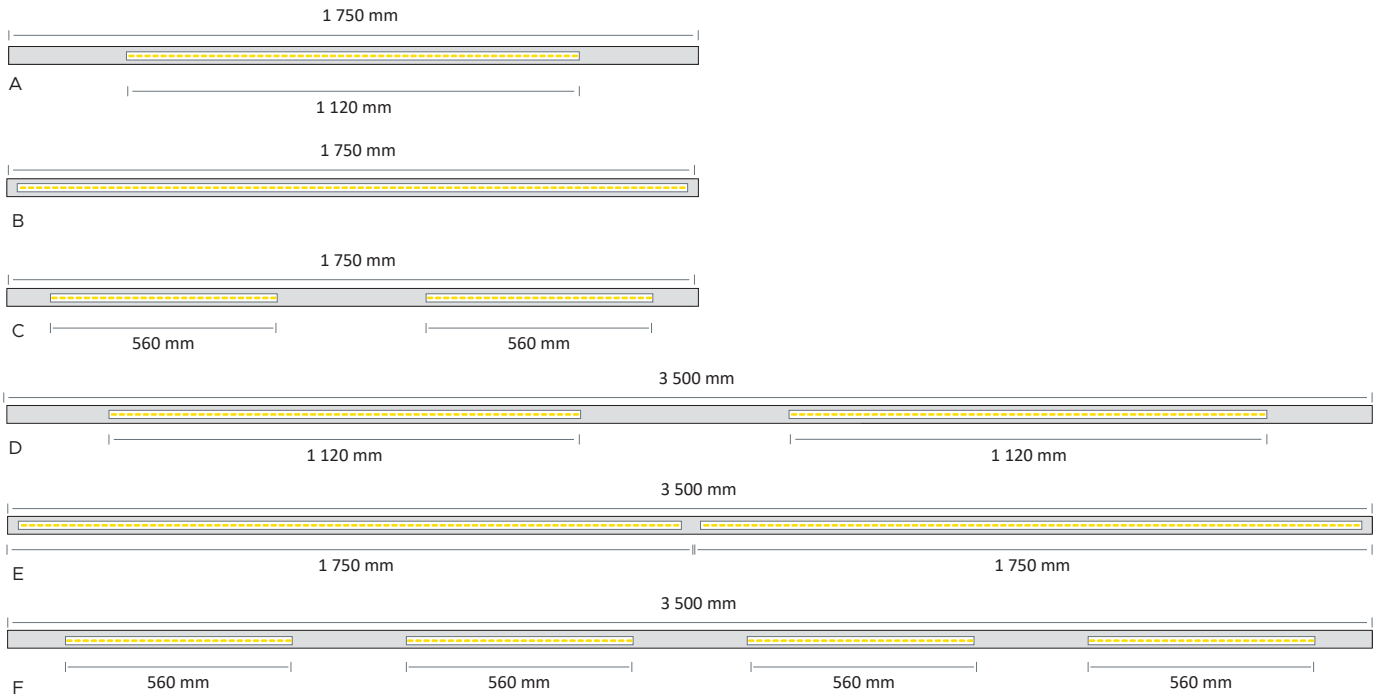 1 750 mm
A
1 120 mm
1 750 mm
B
1 750 mm
C
560 mm 560 mm
3 500 mm
D
1 120 mm 1 120 mm
3 500 mm
1 750 mm 1 750 mm
E
3 500 mm
560 mm 560 mm 560 mm 560 mm
F